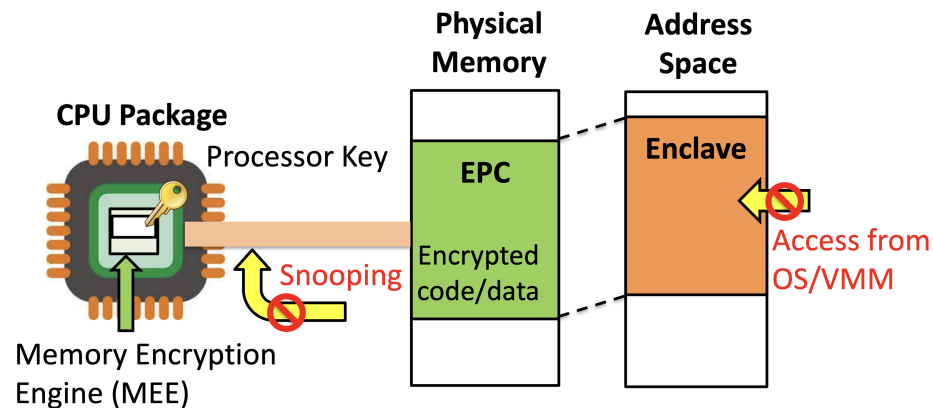 Physical
Memory
Address
Space
CPU Package
Processor Key
EPC
Enclave
Encrypted
code/data
Snooping
Access from
OS/VMM
Memory Encryption
Engine (MEE)